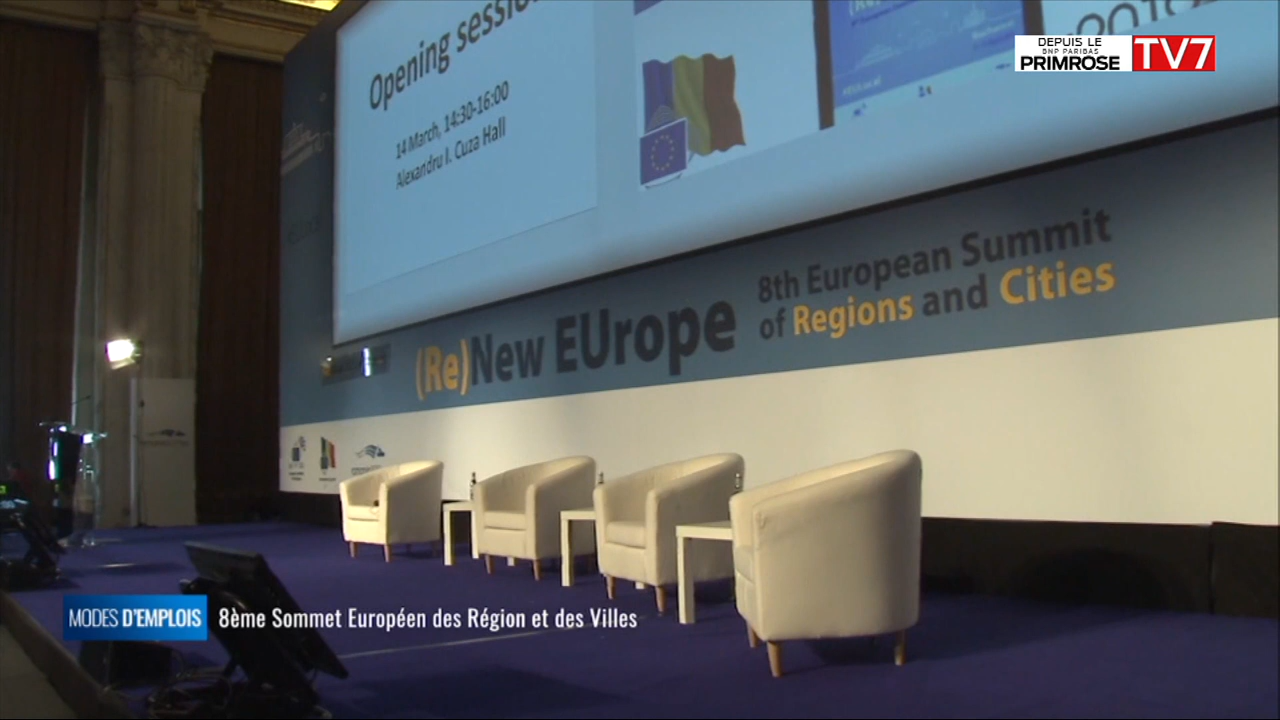 Opening session
14 March, 14:30-16:00
Alexandru I. Cuza Hall
DEPUIS LE
BNP PARIBAS
PRIMROSE
TV7
(Re)New EUrope
8th European Summit
of Regions and Cities
MODES D'EMPLOIS
8ème Sommet Européen des Région et des Villes